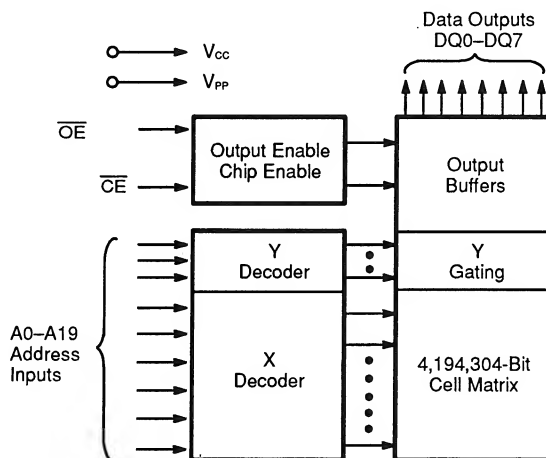 Data Outputs
DQ0–DQ7
VCC
VPP
OE
CE
Output Enable
Chip Enable
Output
Buffers
Y
Decoder
Y
Gating
A0–A19
Address
Inputs
X
Decoder
4,194,304-Bit
Cell Matrix